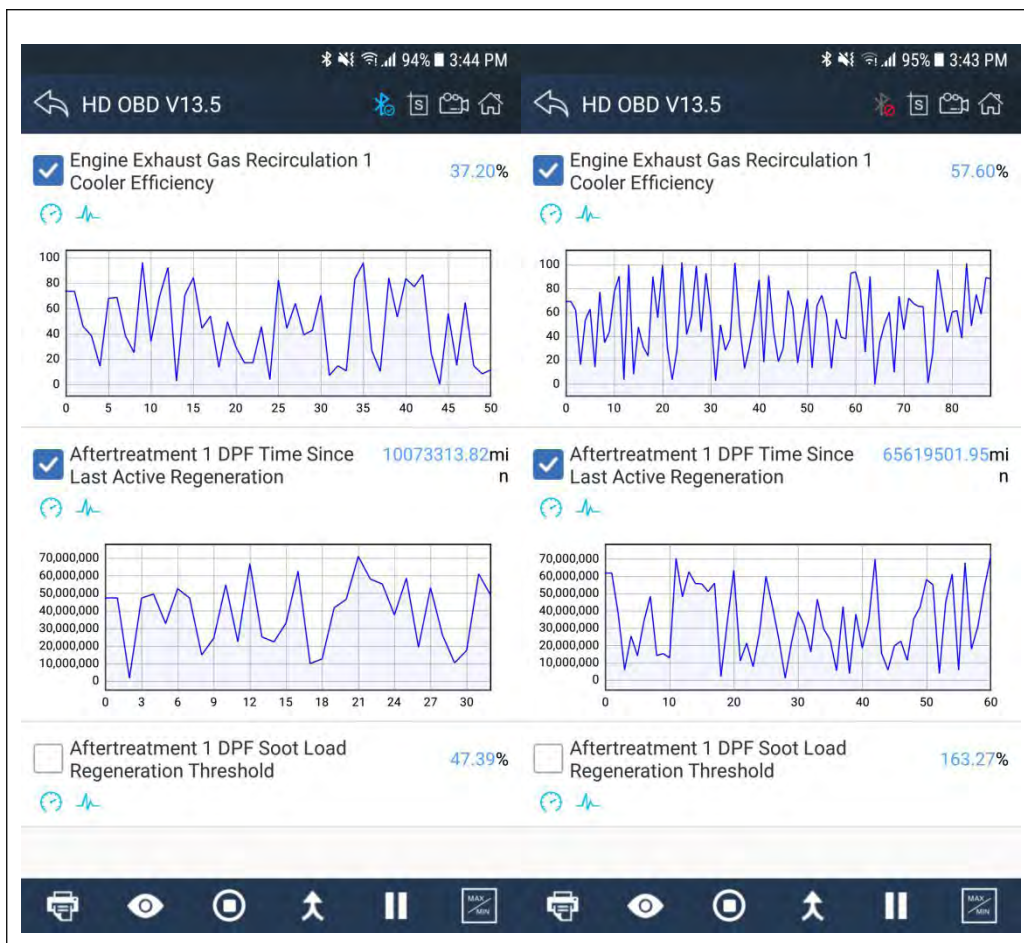 94% 3:44 PM
HD OBD V13.5
S
Engine Exhaust Gas Recirculation 1
Cooler Efficiency
37.20%
100
80
60
40
20
0
0 5 10 15 20 25 30 35 40 45 50
Aftertreatment 1 DPF Time Since
Last Active Regeneration
10073313.82mi
n
70,000,000
60,000,000
50,000,000
40,000,000
30,000,000
20,000,000
10,000,000
0
0 3 6 9 12 15 18 21 24 27 30
Aftertreatment 1 DPF Soot Load
Regeneration Threshold
47.39%
MAX
MIN
95% 3:43 PM
HD OBD V13.5
S
Engine Exhaust Gas Recirculation 1
Cooler Efficiency
57.60%
100
80
60
40
20
0
0 10 20 30 40 50 60 70 80
Aftertreatment 1 DPF Time Since
Last Active Regeneration
65619501.95mi
n
70,000,000
60,000,000
50,000,000
40,000,000
30,000,000
20,000,000
10,000,000
0
0 10 20 30 40 50 60
Aftertreatment 1 DPF Soot Load
Regeneration Threshold
163.27%
MAX
MIN